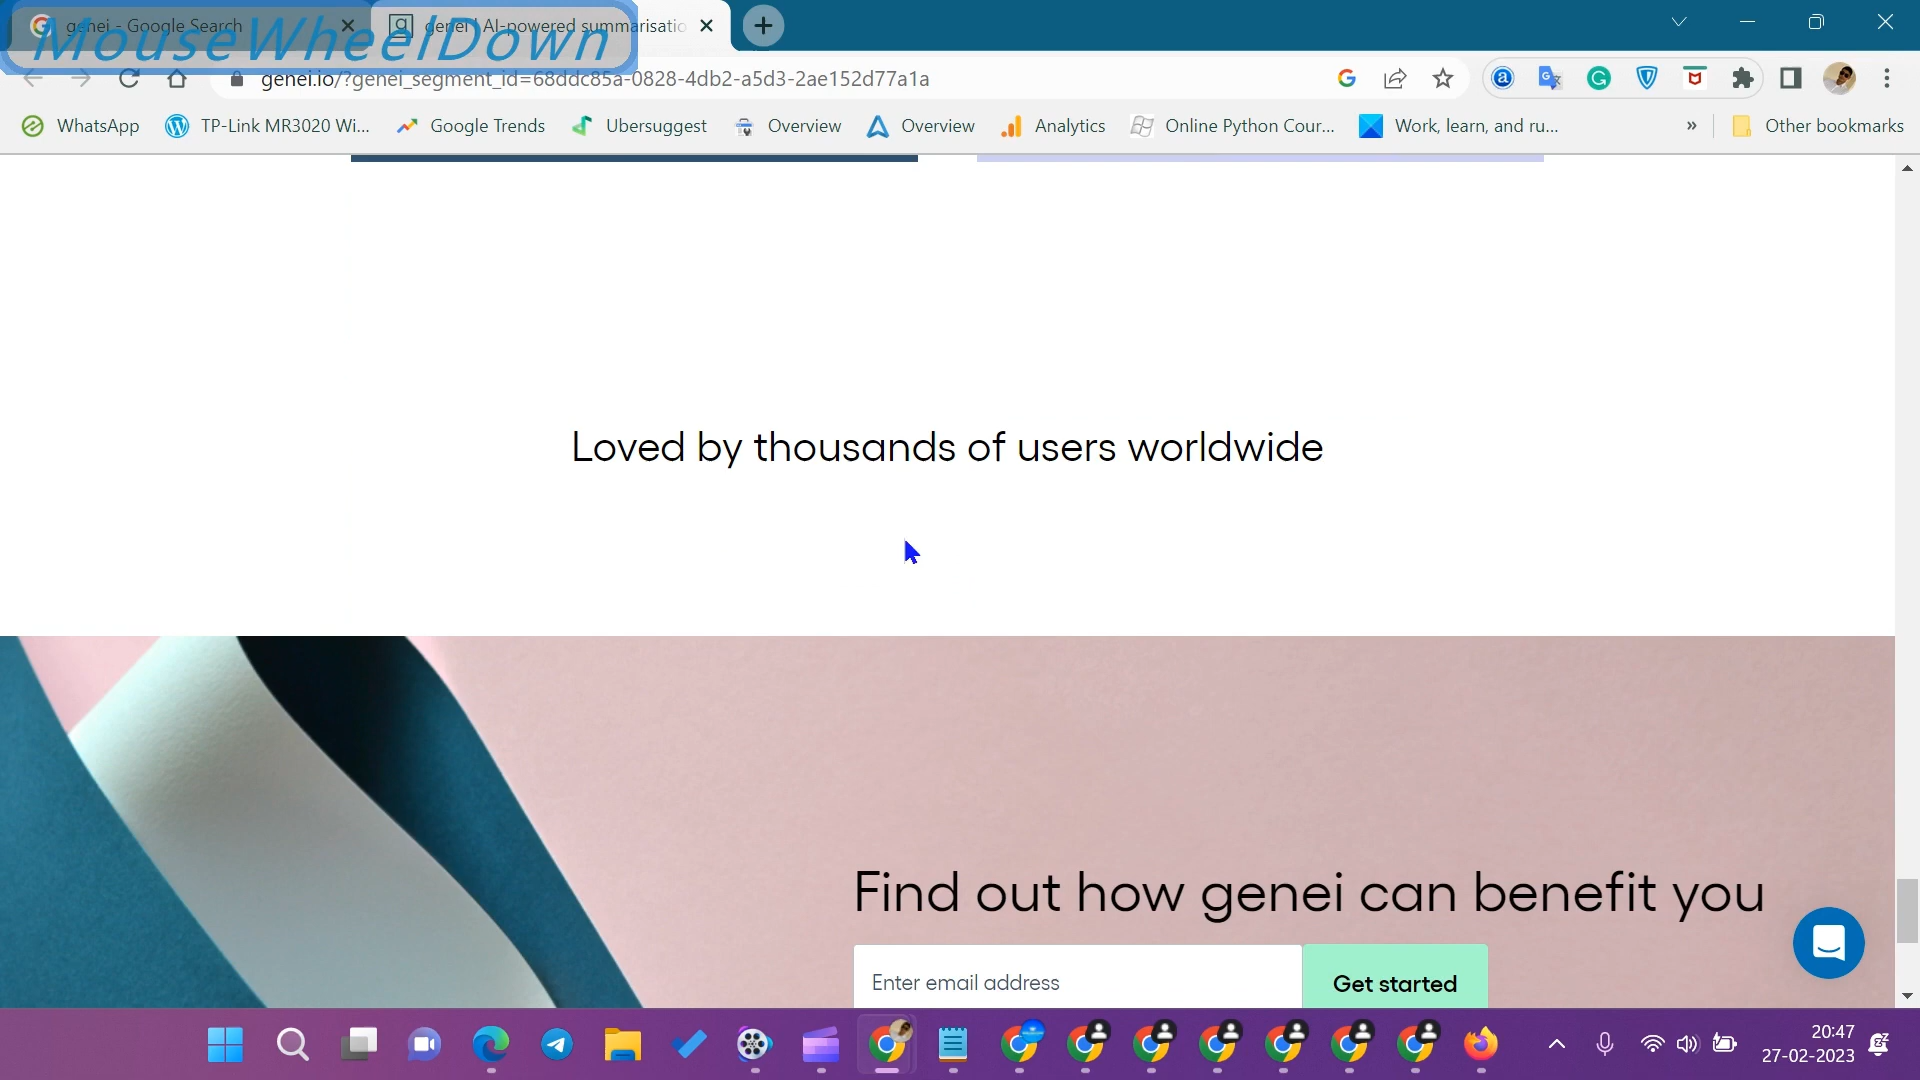 genei - Google Search
genei | AI-powered summarisatio
MouseWheelDown
genei.io/?genei_segment_id=68ddc85a-0828-4db2-a5d3-2ae152d77a1a
WhatsApp
TP-Link MR3020 Wi...
Google Trends
Ubersuggest
Overview
Overview
Analytics
Online Python Cour...
Work, learn, and ru...
»
Other bookmarks
Loved by thousands of users worldwide
Find out how genei can benefit you
Enter email address
Get started
20:47
27-02-2023